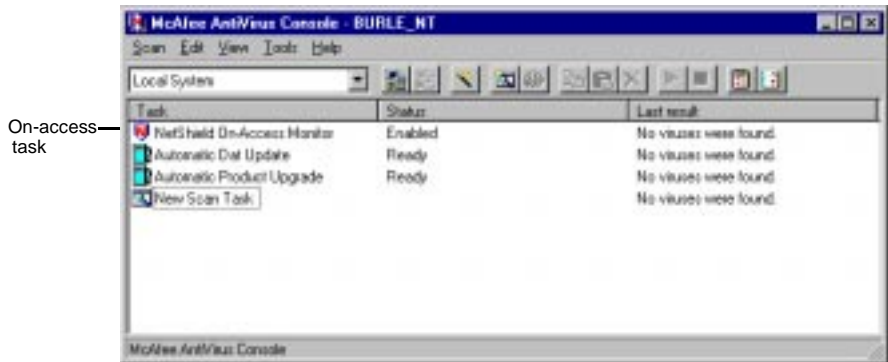 McAfee AntiVirus Console - BURLE_NT
Scan Edit View Tools Help
Local System
Task Status Last result
On-access task
NetShield On-Access Monitor Enabled No viruses were found.
Automatic Dat Update Ready No viruses were found.
Automatic Product Upgrade Ready No viruses were found.
New Scan Task No viruses were found.
McAfee AntiVirus Console